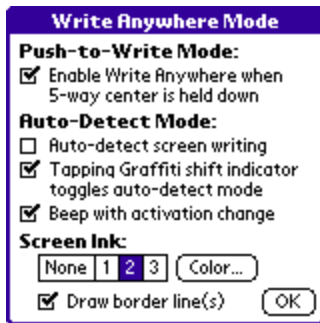 Write Anywhere Mode
Push-to-Write Mode:
Enable Write Anywhere when
5-way center is held down
Auto-Detect Mode:
Auto-detect screen writing
Tapping Graffiti shift indicator
toggles auto-detect mode
Beep with activation change
Screen Ink:
None 1 2 3 Color...
Draw border line(s) OK